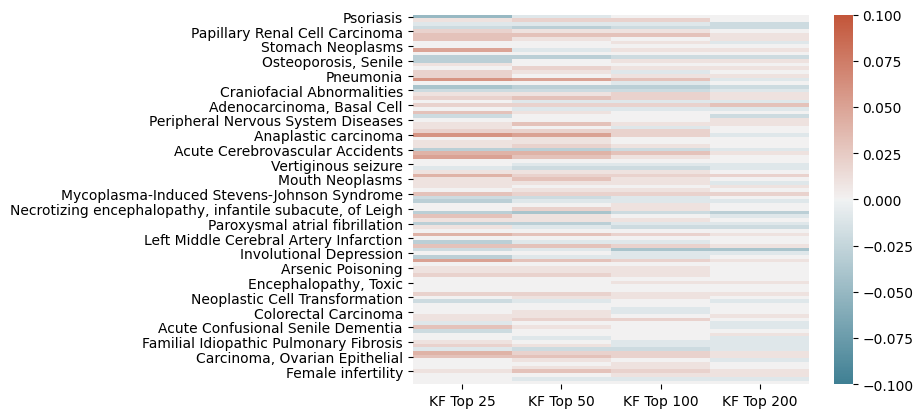 Psoriasis
Papillary Renal Cell Carcinoma
Stomach Neoplasms
Osteoporosis, Senile
Pneumonia
Craniofacial Abnormalities
Adenocarcinoma, Basal Cell
Peripheral Nervous System Diseases
Anaplastic carcinoma
Acute Cerebrovascular Accidents
Vertiginous seizure
Mouth Neoplasms
Mycoplasma-Induced Stevens-Johnson Syndrome
Necrotizing encephalopathy, infantile subacute, of Leigh
Paroxysmal atrial fibrillation
Left Middle Cerebral Artery Infarction
Involutional Depression
Arsenic Poisoning
Encephalopathy, Toxic
Neoplastic Cell Transformation
Colorectal Carcinoma
Acute Confusional Senile Dementia
Familial Idiopathic Pulmonary Fibrosis
Carcinoma, Ovarian Epithelial
Female infertility
KF Top 25 KF Top 50 KF Top 100 KF Top 200
0.100
0.075
0.050
0.025
0.000
−0.025
−0.050
−0.075
−0.100